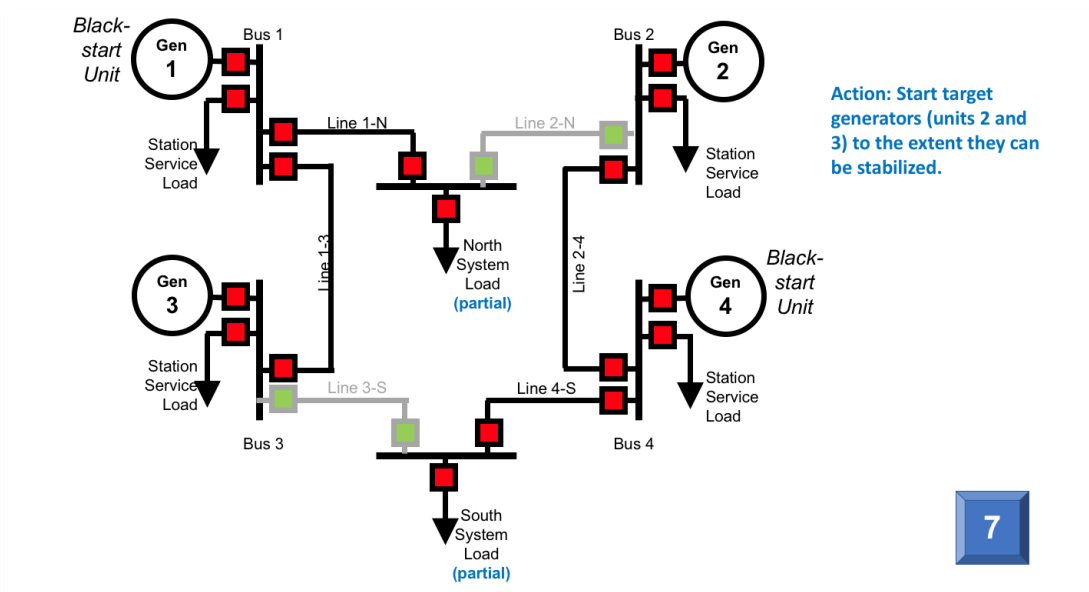 Black-
start
Unit
Gen
1
Bus 1
Bus 2
Gen
2
Action: Start target
generators (units 2 and
3) to the extent they can
be stabilized.
Line 1-N
Line 2-N
Station
Service
Load
Station
Service
Load
Line 1-3
Line 2-4
North
System
Load
(partial)
Gen
3
Gen
4
Black-
start
Unit
Station
Service
Load
Line 3-S
Line 4-S
Station
Service
Load
Bus 3
Bus 4
South
System
Load
(partial)
7